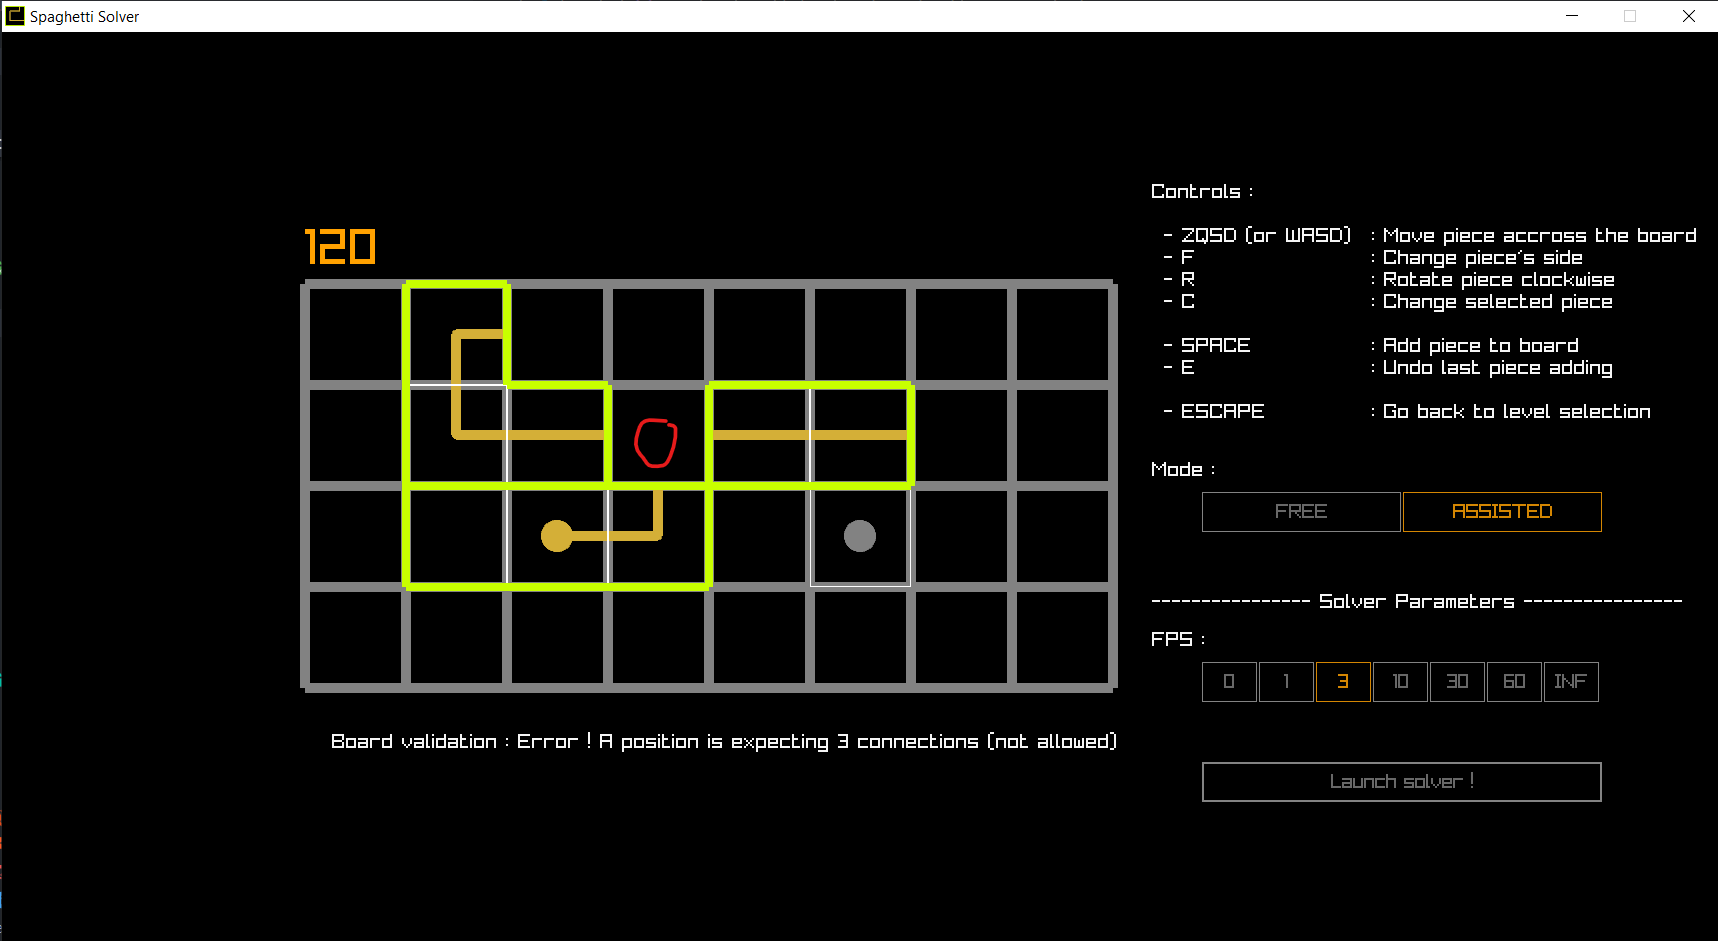 Spaghetti Solver
120
Controls :
- ZQSD (or WASD) : Move piece accross the board
- F : Change piece's side
- R : Rotate piece clockwise
- C : Change selected piece
- SPACE : Add piece to board
- E : Undo last piece adding
- ESCAPE : Go back to level selection
Mode :
FREE ASSISTED
---------------- Solver Parameters ----------------
FPS :
0 1 3 10 30 60 INF
Board validation : Error ! A position is expecting 3 connections (not allowed)
Launch solver !